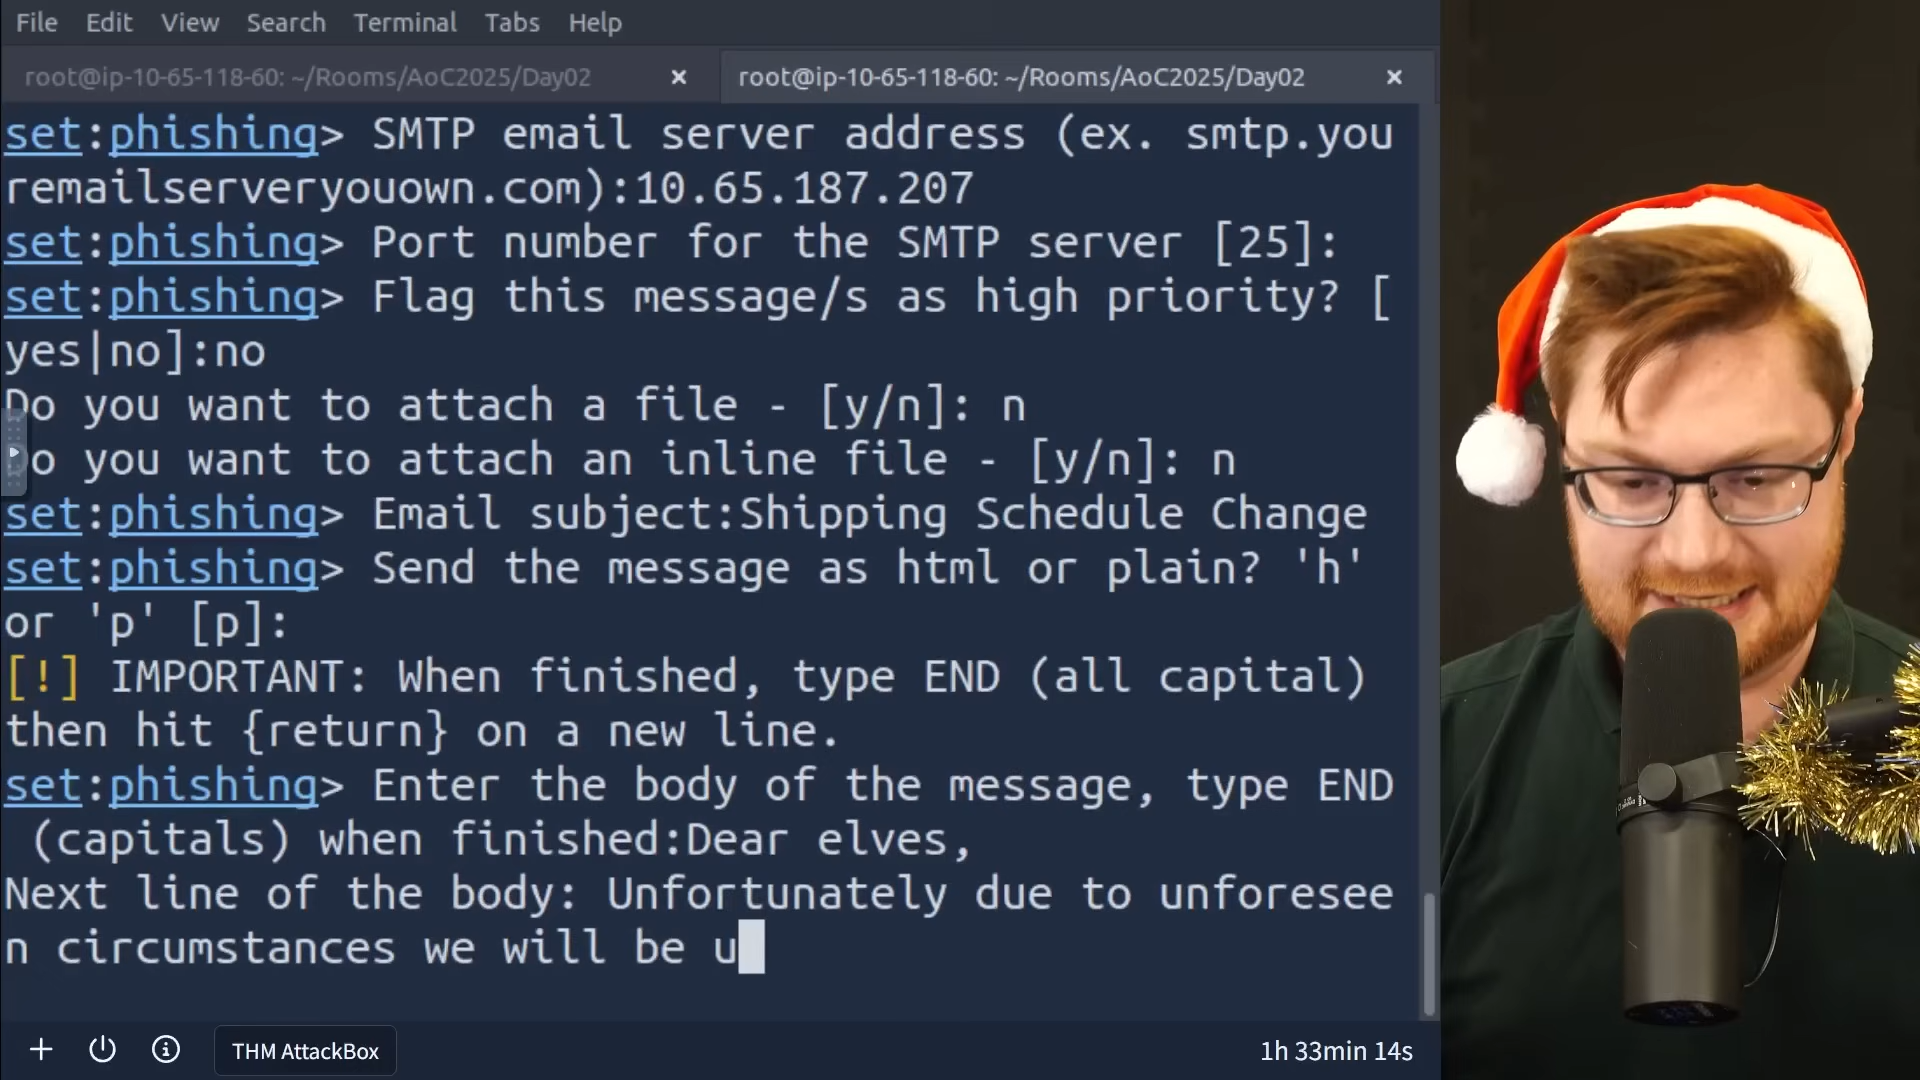 File Edit View Search Terminal Tabs Help
root@ip-10-65-118-60: ~/Rooms/AoC2025/Day02 × root@ip-10-65-118-60: ~/Rooms/AoC2025/Day02 ×
set:phishing> SMTP email server address (ex. smtp.you
remailserveryouown.com):10.65.187.207
set:phishing> Port number for the SMTP server [25]:
set:phishing> Flag this message/s as high priority? [
yes|no]:no
Do you want to attach a file - [y/n]: n
Do you want to attach an inline file - [y/n]: n
set:phishing> Email subject:Shipping Schedule Change
set:phishing> Send the message as html or plain? 'h'
or 'p' [p]:
[!] IMPORTANT: When finished, type END (all capital)
then hit {return} on a new line.
set:phishing> Enter the body of the message, type END
(capitals) when finished:Dear elves,
Next line of the body: Unfortunately due to unforesee
n circumstances we will be u
THM AttackBox 1h 33min 14s